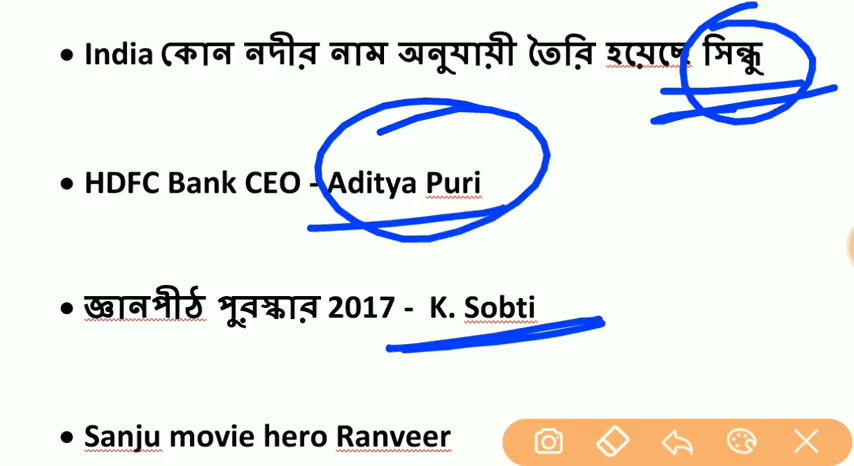 • India কোন নদীর নাম অনুযায়ী তৈরি হয়েছে সিন্ধু
• HDFC Bank CEO - Aditya Puri
• জ্ঞানপীঠ পুরস্কার 2017 - K. Sobti
• Sanju movie hero Ranveer